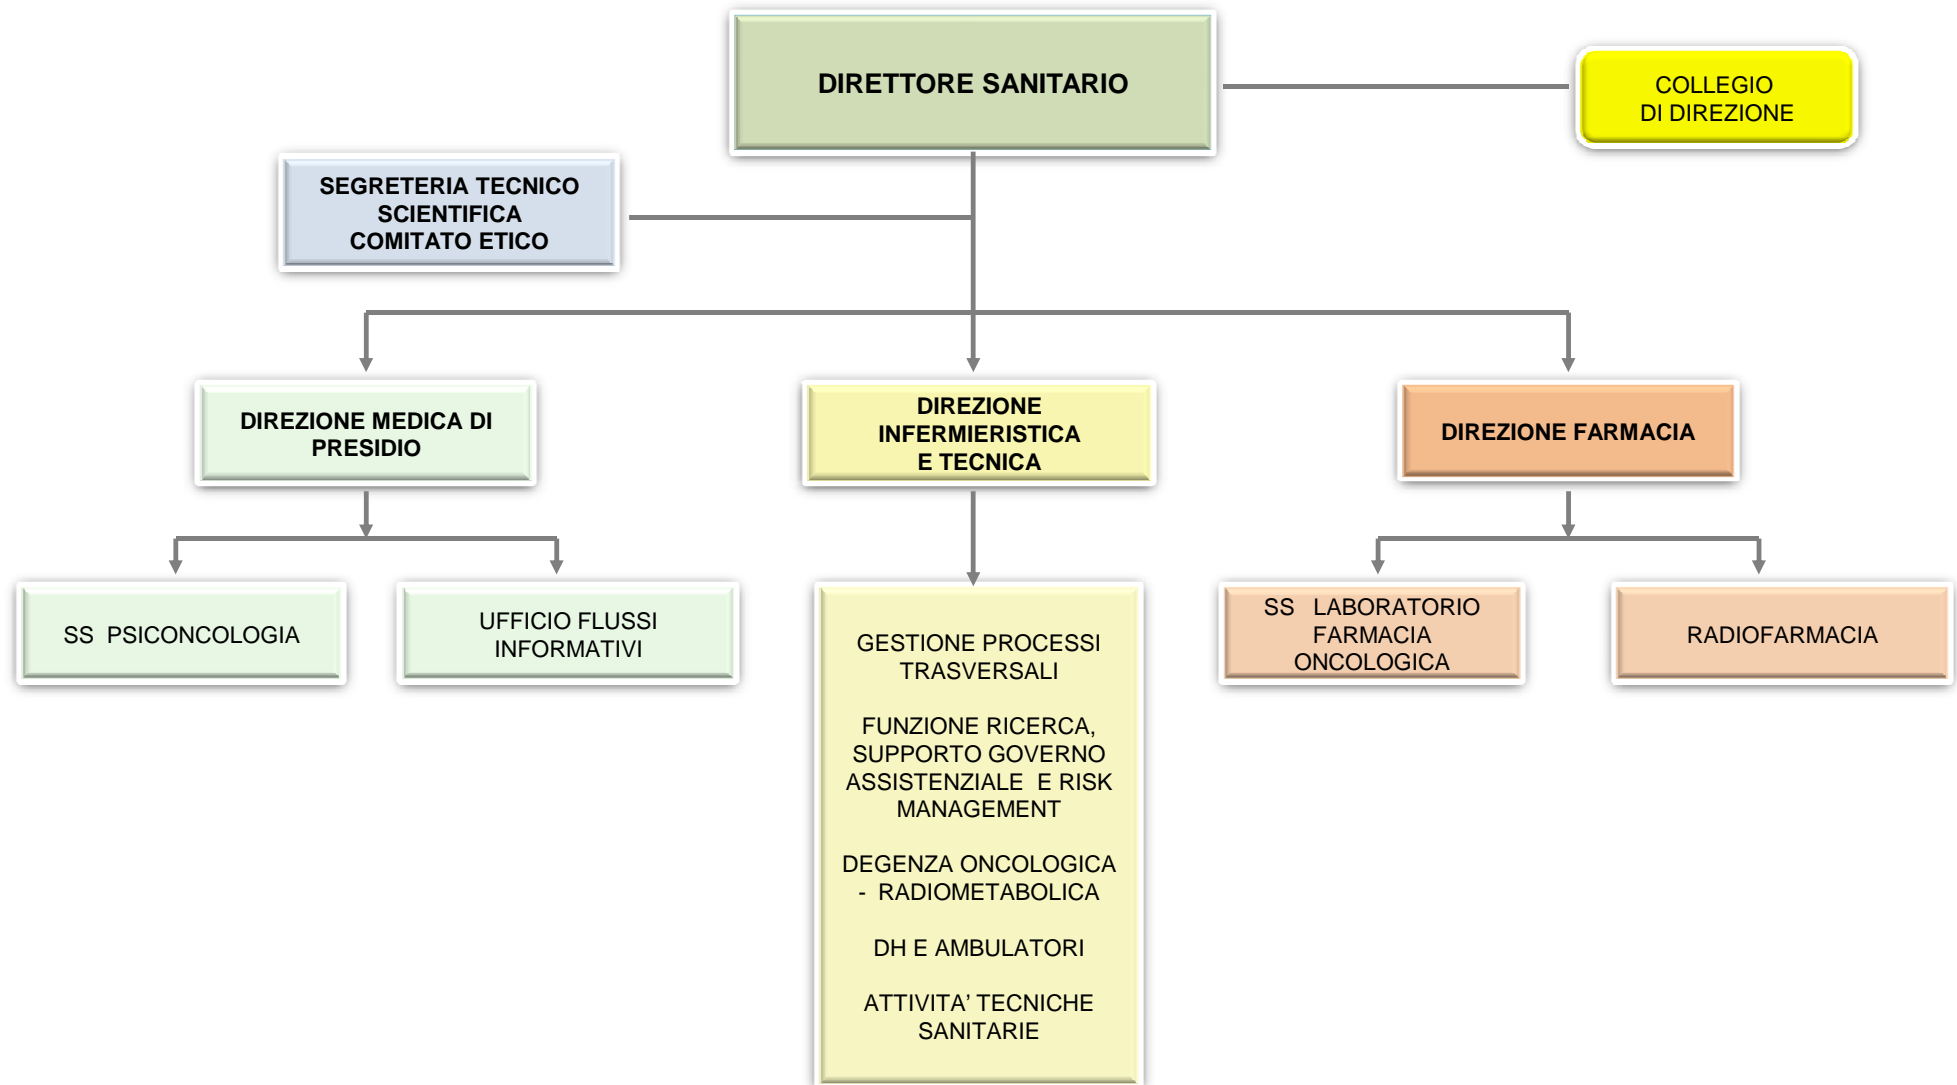 DIRETTORE SANITARIO
COLLEGIO
DI DIREZIONE
SEGRETERIA TECNICO
SCIENTIFICA
COMITATO ETICO
DIREZIONE MEDICA DI
PRESIDIO
DIREZIONE
INFERMIERISTICA
E TECNICA
DIREZIONE FARMACIA
SS PSICONCOLOGIA
UFFICIO FLUSSI
INFORMATIVI
GESTIONE PROCESSI
TRASVERSALI
FUNZIONE RICERCA,
SUPPORTO GOVERNO
ASSISTENZIALE E RISK
MANAGEMENT
DEGENZA ONCOLOGICA
- RADIOMETABOLICA
DH E AMBULATORI
ATTIVITA’ TECNICHE
SANITARIE
SS LABORATORIO
FARMACIA
ONCOLOGICA
RADIOFARMACIA